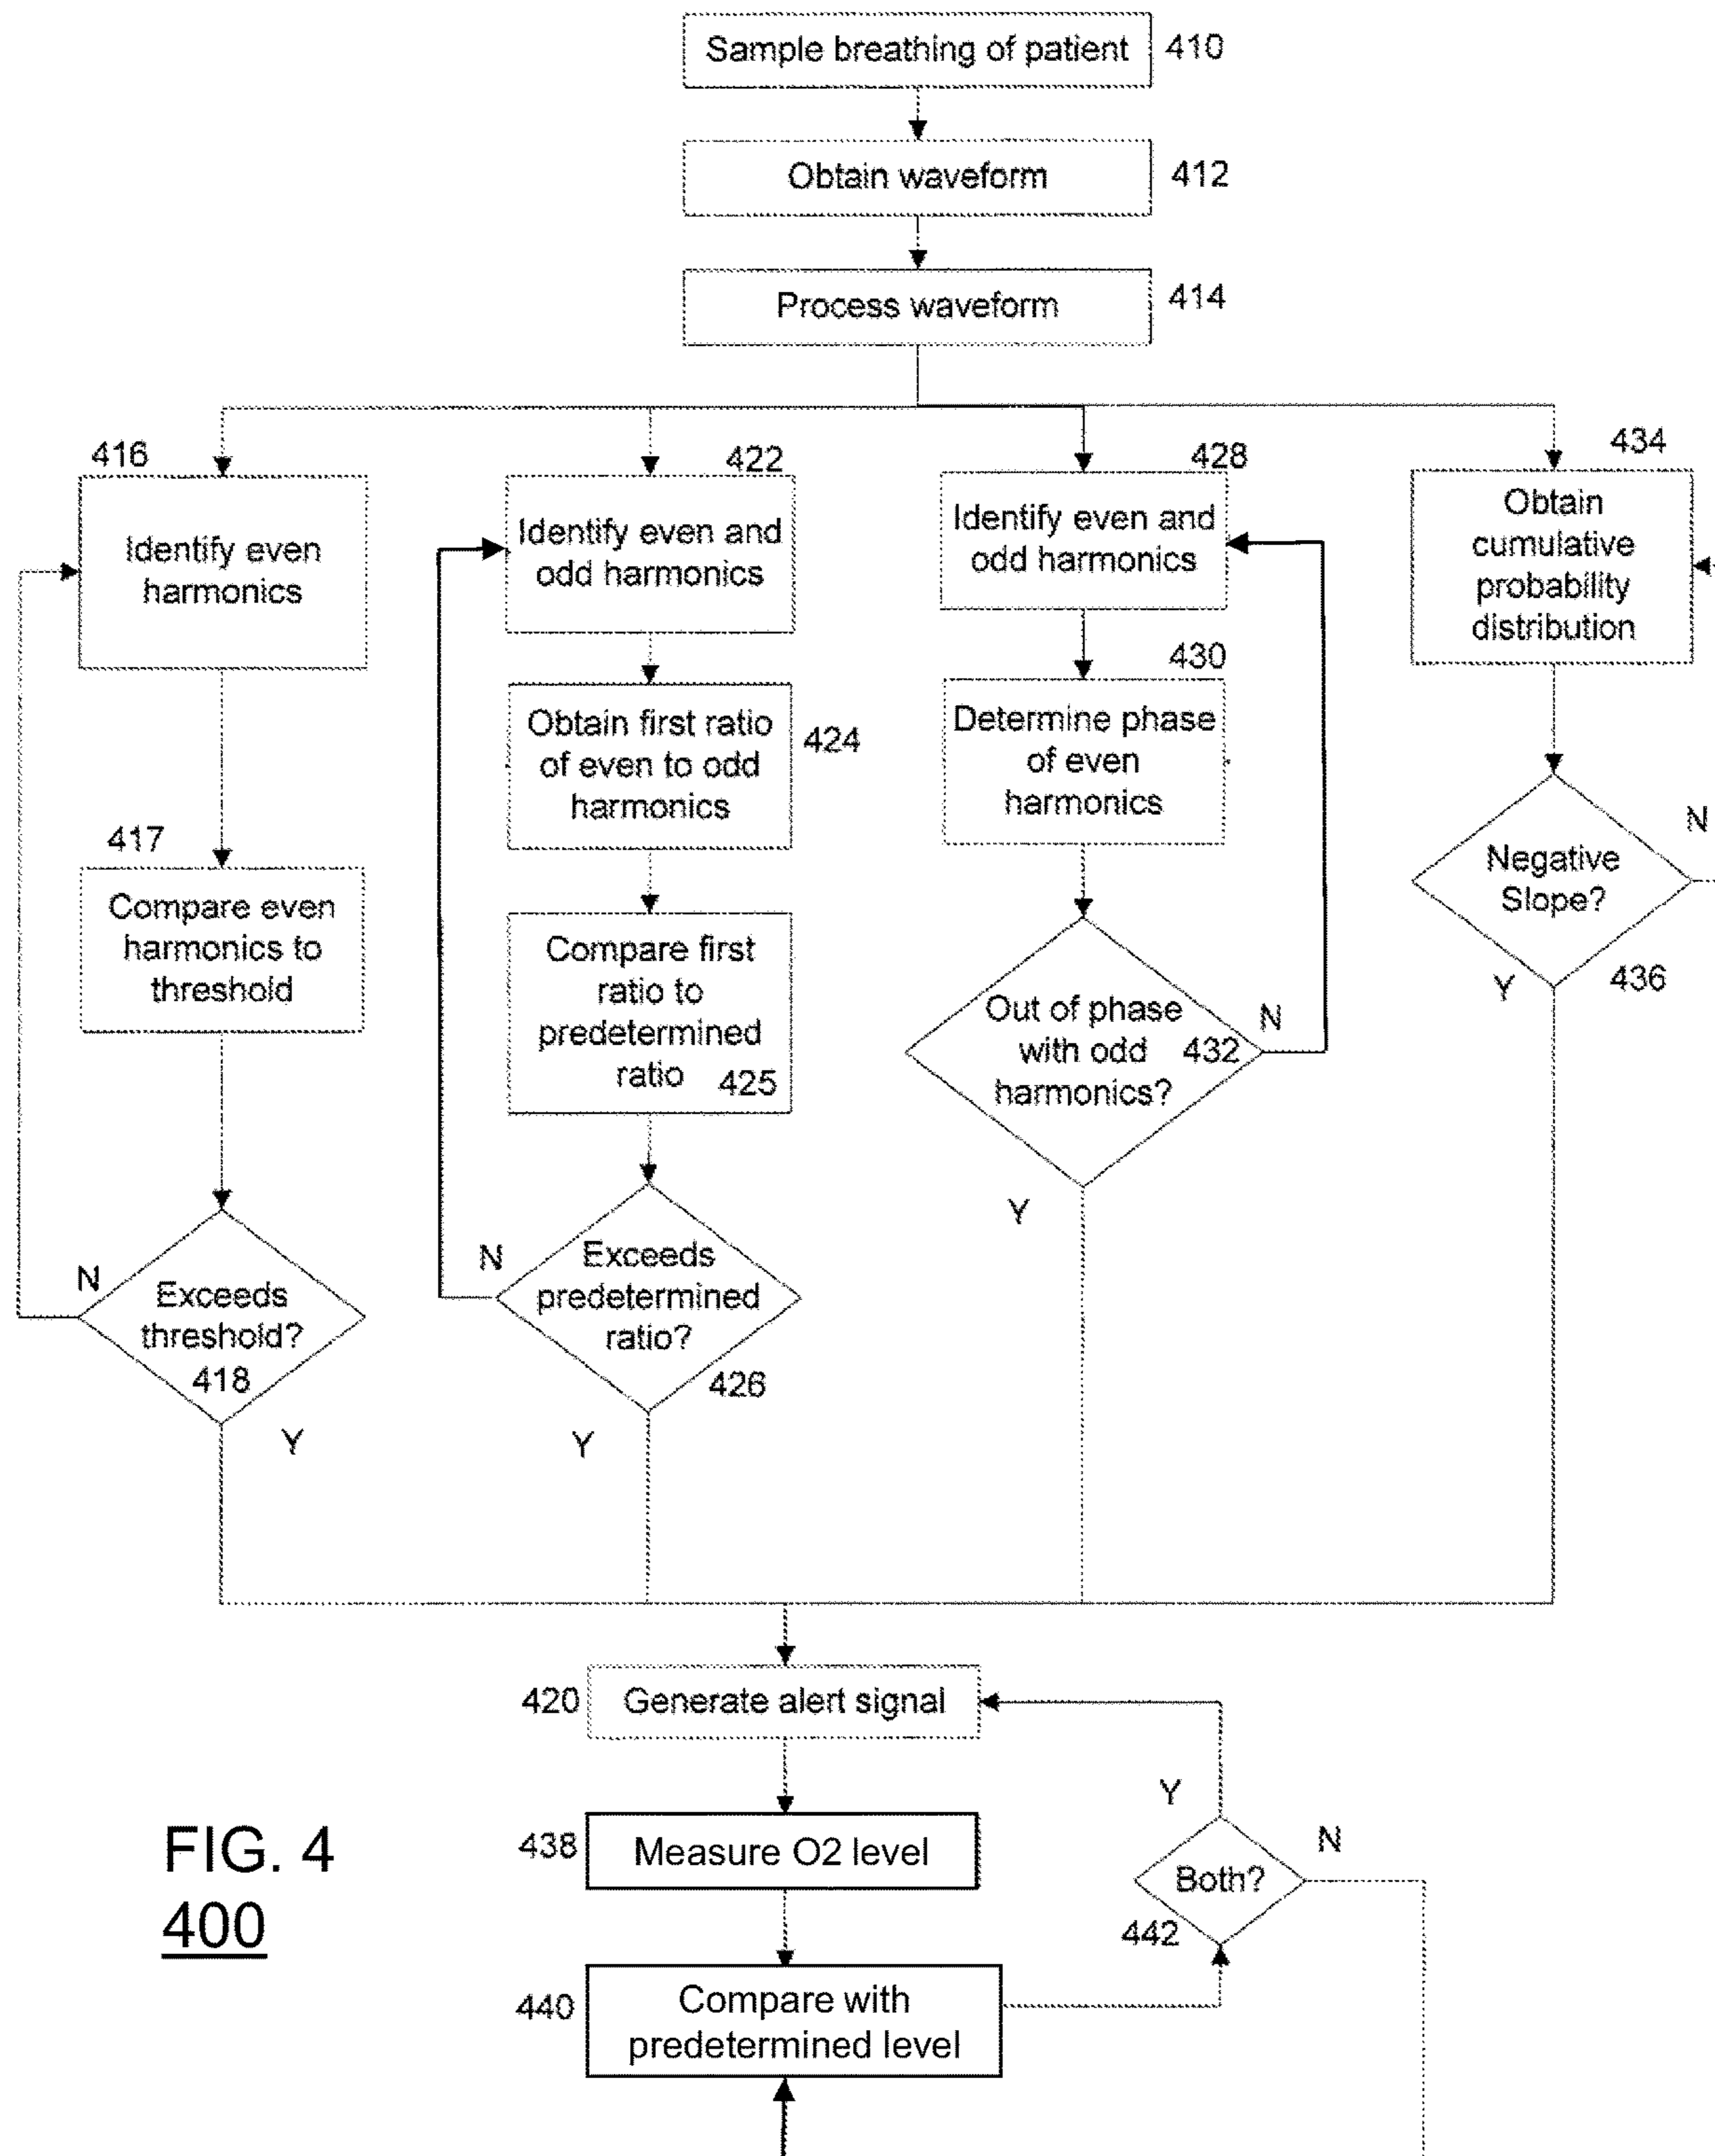 Sample breathing of patient
410
Obtain waveform
412
Process waveform
414
416
Identify even
harmonics
417
Compare even
harmonics to
threshold
N
Exceeds
threshold?
418
Y
422
Identify even and
odd harmonics
Obtain first ratio
of even to odd
harmonics
424
Compare first
ratio to
predetermined
ratio
425
N
Exceeds
predetermined
ratio?
426
Y
428
Identify even and
odd harmonics
430
Determine phase
of even
harmonics
Out of phase
with odd
harmonics?
432
N
Y
434
Obtain
cumulative
probability
distribution
N
Negative
Slope?
436
Y
420
Generate alert signal
438
Measure O2 level
440
Compare with
predetermined level
Y
Both?
N
442
FIG. 4
400